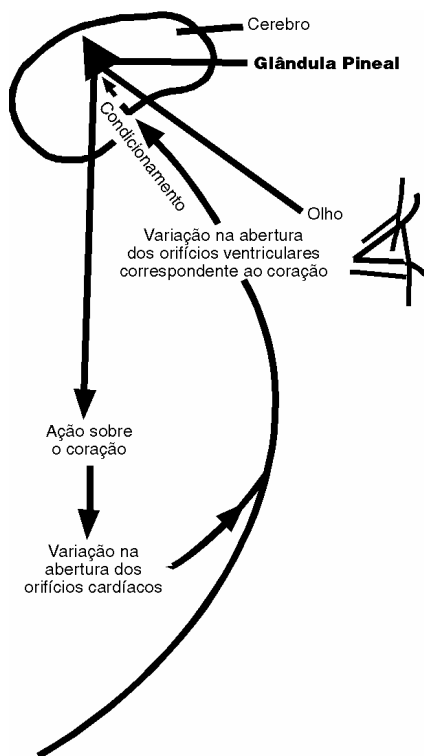 Cerebro
Glândula Pineal
Condicionamento
Olho
Variação na abertura
dos orifícios ventriculares
correspondente ao coração
Ação sobre
o coração
Variação na
abertura dos
orifícios cardíacos